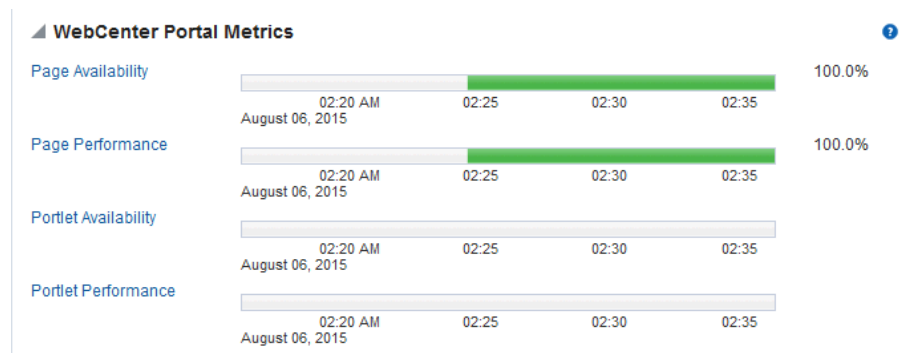 WebCenter Portal Metrics
?
Page Availability
100.0%
02:20 AM 02:25 02:30 02:35
August 06, 2015
Page Performance
100.0%
02:20 AM 02:25 02:30 02:35
August 06, 2015
Portlet Availability
02:20 AM 02:25 02:30 02:35
August 06, 2015
Portlet Performance
02:20 AM 02:25 02:30 02:35
August 06, 2015